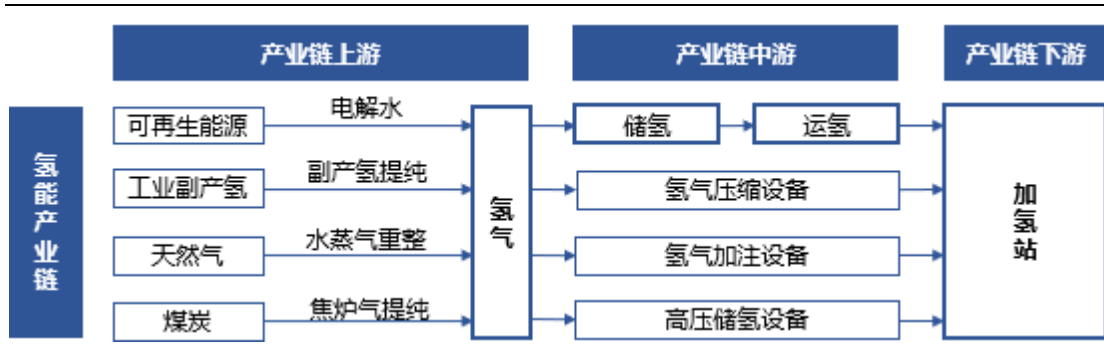 产业链上游
产业链中游
产业链下游
氢能产业链
可再生能源
电解水
工业副产氢
副产氢提纯
天然气
水蒸气重整
煤炭
焦炉气提纯
氢气
储氢
运氢
氢气压缩设备
氢气加注设备
高压储氢设备
加氢站